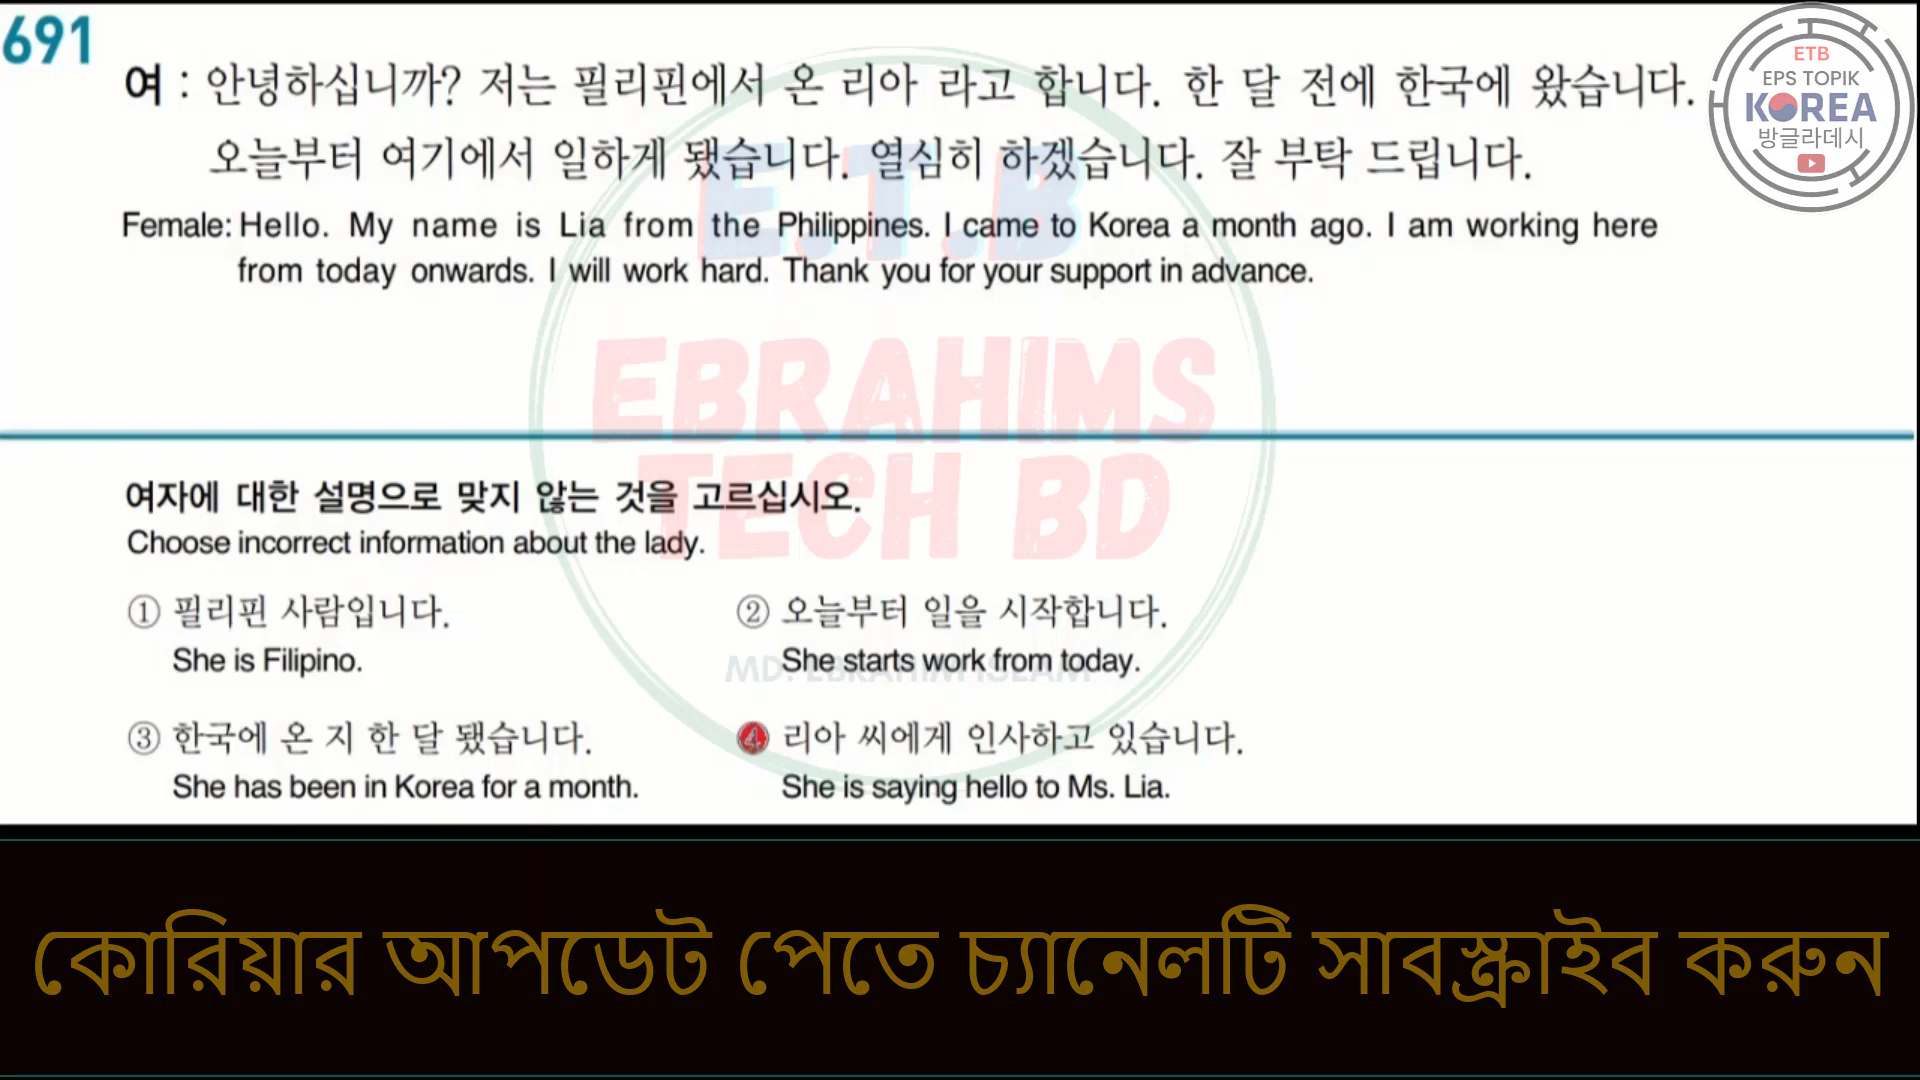 691
여 : 안녕하십니까? 저는 필리핀에서 온 리아 라고 합니다. 한 달 전에 한국에 왔습니다.
오늘부터 여기에서 일하게 됐습니다. 열심히 하겠습니다. 잘 부탁 드립니다.
Female: Hello. My name is Lia from the Philippines. I came to Korea a month ago. I am working here
from today onwards. I will work hard. Thank you for your support in advance.
ETB
EPS TOPIK
KOREA
방글라데시
E.T.B
EBRAHIMS
TECH BD
MD. EBRAHIM ISLAM
여자에 대한 설명으로 맞지 않는 것을 고르십시오.
Choose incorrect information about the lady.
① 필리핀 사람입니다.
She is Filipino.
② 오늘부터 일을 시작합니다.
She starts work from today.
③ 한국에 온 지 한 달 됐습니다.
She has been in Korea for a month.
④ 리아 씨에게 인사하고 있습니다.
She is saying hello to Ms. Lia.
কোরিয়ার আপডেট পেতে চ্যানেলটি সাবস্ক্রাইব করুন